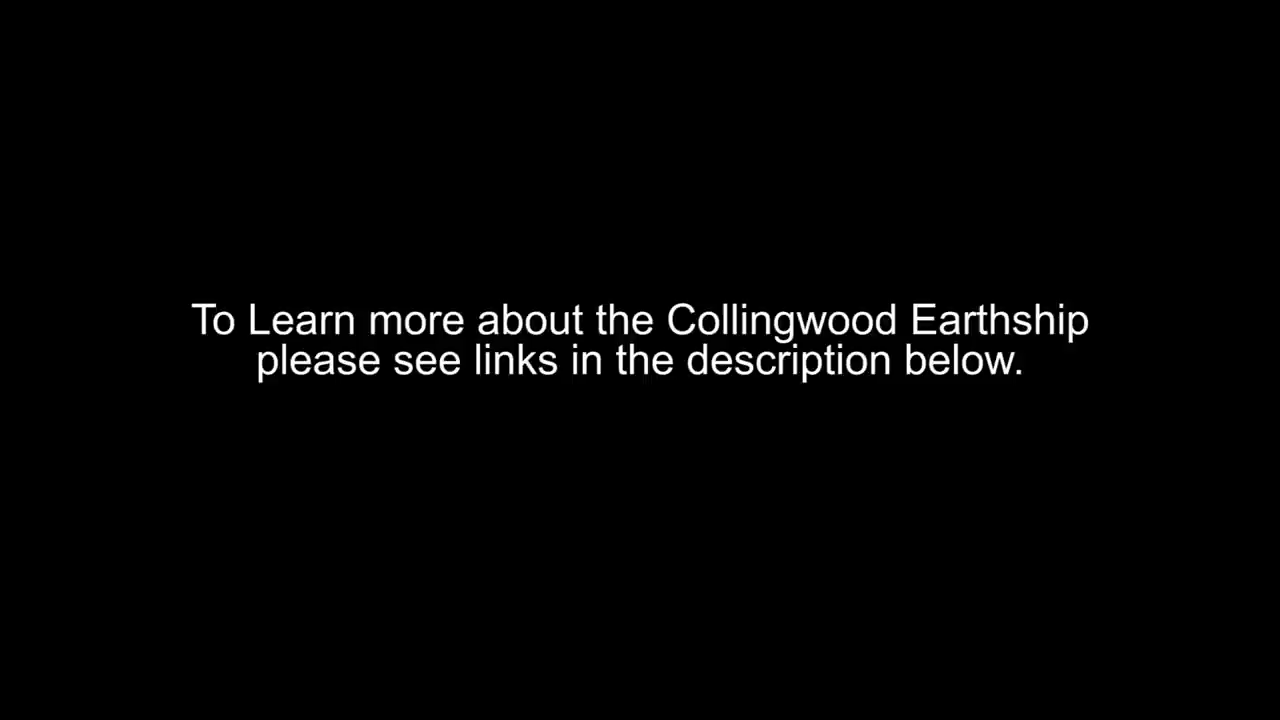 To Learn more about the Collingwood Earthship
please see links in the description below.